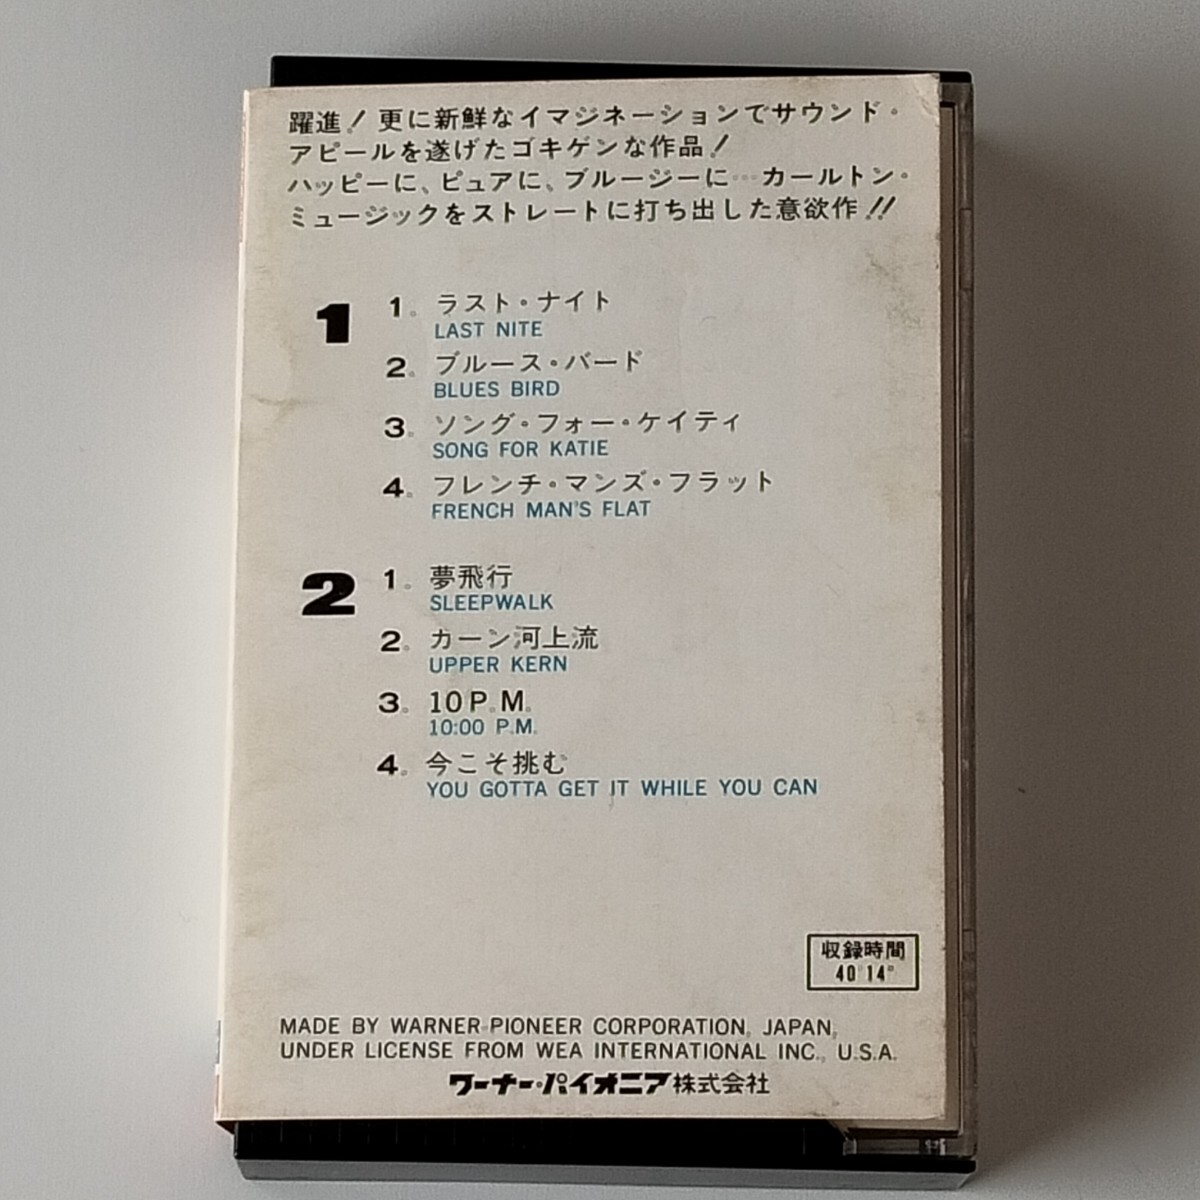 躍進！更に新鮮なイマジネーションでサウンド・
アピールを遂げたゴキゲンな作品！
ハッピーに、ピュアに、ブルージーに…カールトン・
ミュージックをストレートに打ち出した意欲作！！
1
1。ラスト・ナイト
LAST NITE
2。ブルース・バード
BLUES BIRD
3。ソング・フォー・ケイティ
SONG FOR KATIE
4。フレンチ・マンズ・フラット
FRENCH MAN'S FLAT
2
1。夢飛行
SLEEPWALK
2。カーン河上流
UPPER KERN
3。10 P.M.
10:00 P.M.
4。今こそ挑む
YOU GOTTA GET IT WHILE YOU CAN
収録時間
40'14"
MADE BY WARNER-PIONEER CORPORATION, JAPAN,
UNDER LICENSE FROM WEA INTERNATIONAL INC., U.S.A.
ワーナー・パイオニア株式会社